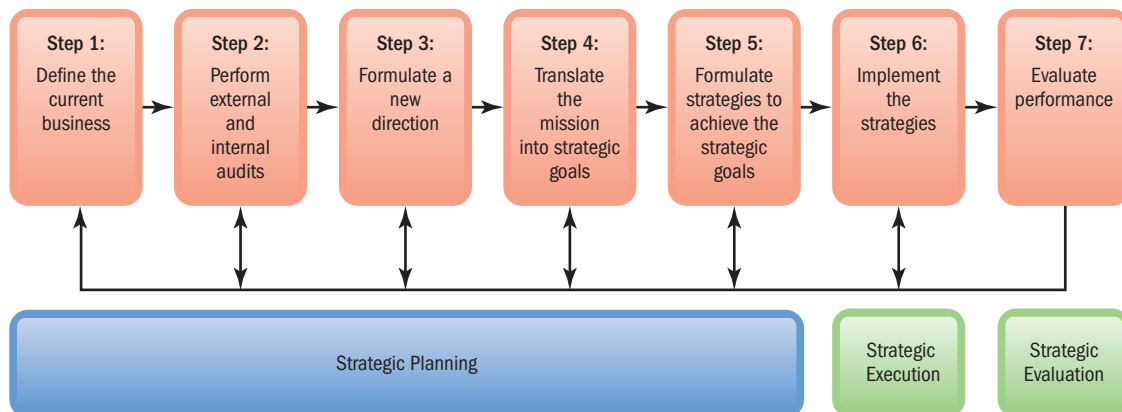 Step 1:
Define the
current
business
Step 2:
Perform
external
and
internal
audits
Step 3:
Formulate a
new
direction
Step 4:
Translate
the
mission
into strategic
goals
Step 5:
Formulate
strategies to
achieve the
strategic
goals
Step 6:
Implement
the
strategies
Step 7:
Evaluate
performance
Strategic Planning
Strategic
Execution
Strategic
Evaluation